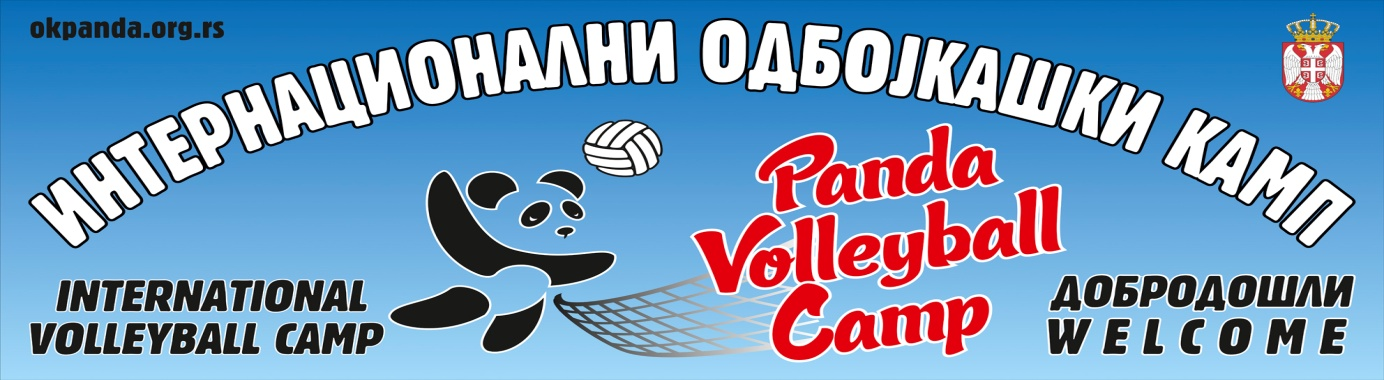 okpanda.org.rs
ИНТЕРНАЦИОНАЛНИ ОДБОЈКАШКИ КАМП
Panda
Volleyball
Camp
INTERNATIONAL
VOLLEYBALL CAMP
ДОБРОДОШЛИ
WELCOME